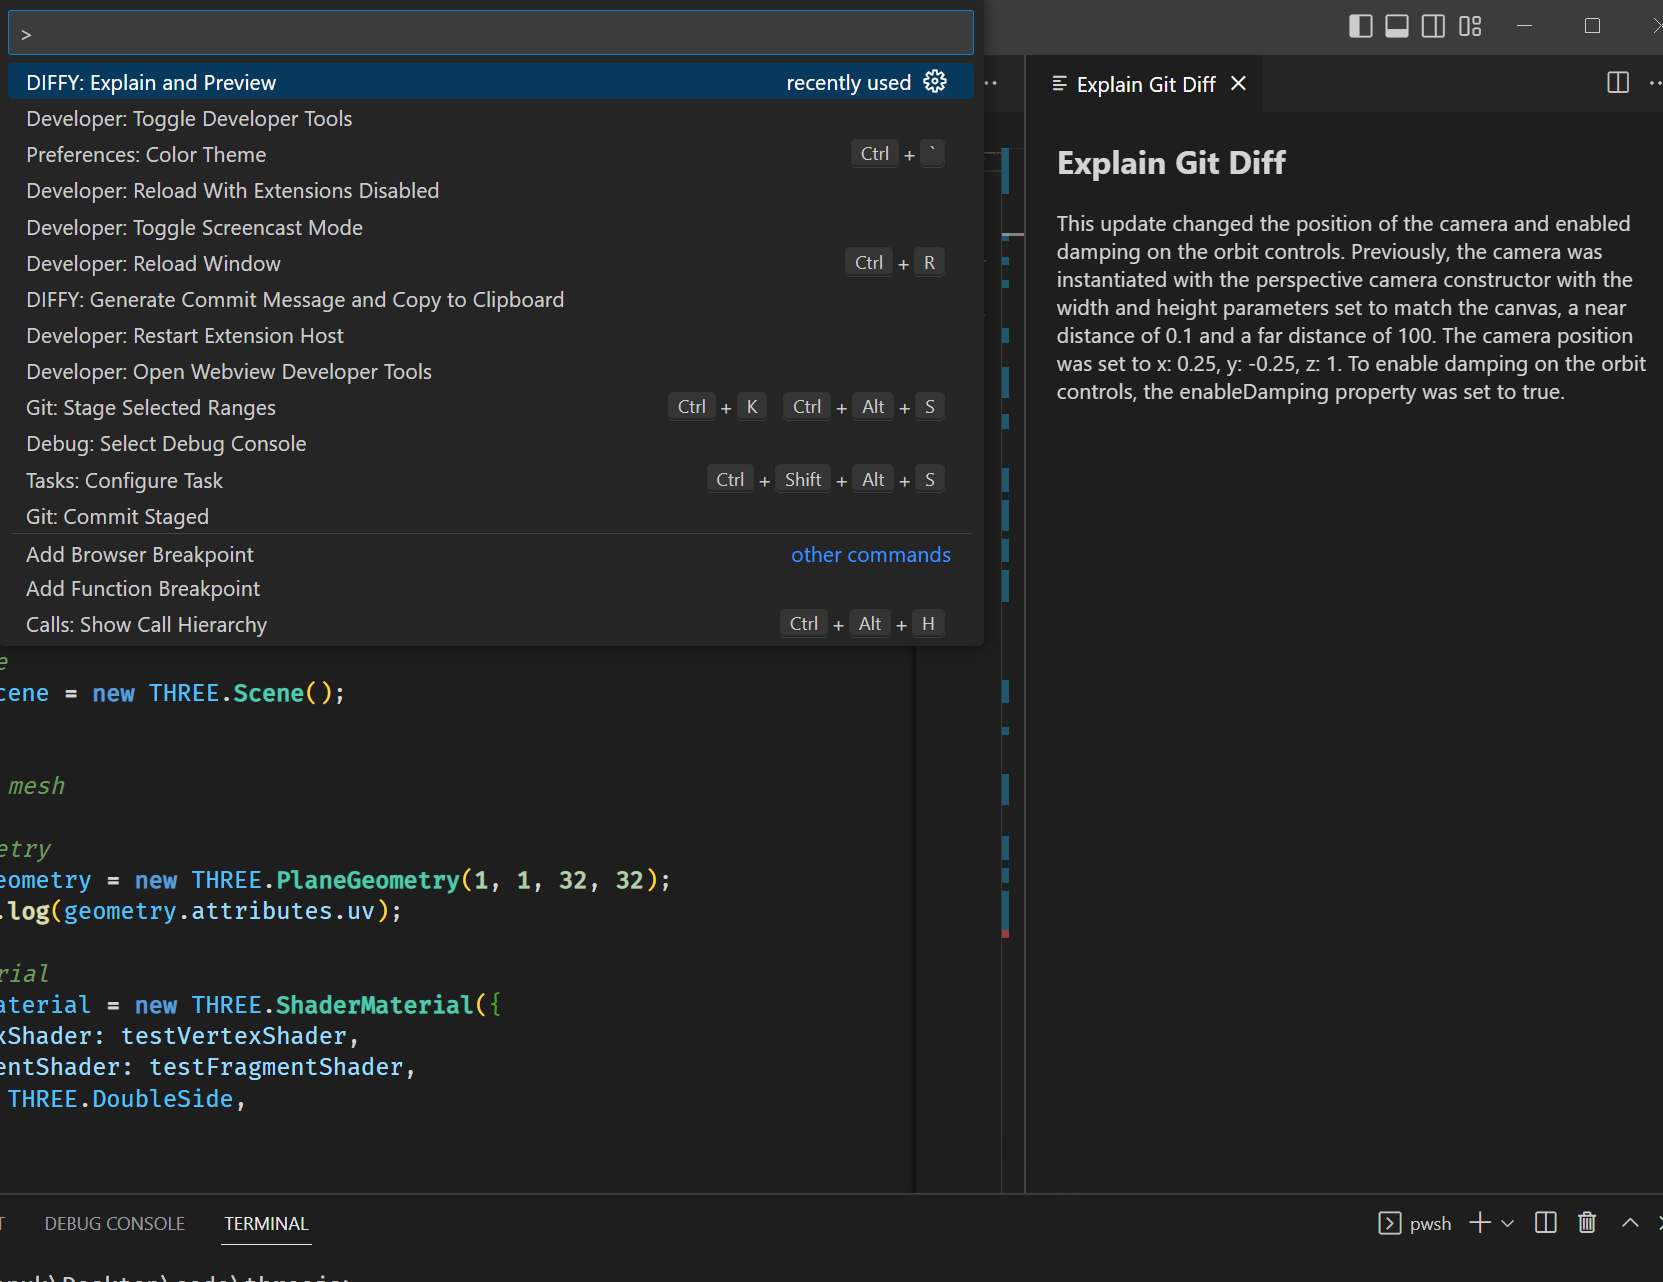 >
DIFFY: Explain and Preview recently used
Developer: Toggle Developer Tools
Preferences: Color Theme Ctrl + `
Developer: Reload With Extensions Disabled
Developer: Toggle Screencast Mode
Developer: Reload Window Ctrl + R
DIFFY: Generate Commit Message and Copy to Clipboard
Developer: Restart Extension Host
Developer: Open Webview Developer Tools
Git: Stage Selected Ranges Ctrl + K Ctrl + Alt + S
Debug: Select Debug Console
Tasks: Configure Task Ctrl + Shift + Alt + S
Git: Commit Staged
Add Browser Breakpoint other commands
Add Function Breakpoint
Calls: Show Call Hierarchy Ctrl + Alt + H
e
cene = new THREE.Scene();
mesh
etry
eometry = new THREE.PlaneGeometry(1, 1, 32, 32);
.log(geometry.attributes.uv);
rial
aterial = new THREE.ShaderMaterial({
xShader: testVertexShader,
entShader: testFragmentShader,
THREE.DoubleSide,
Explain Git Diff
Explain Git Diff
This update changed the position of the camera and enabled
damping on the orbit controls. Previously, the camera was
instantiated with the perspective camera constructor with the
width and height parameters set to match the canvas, a near
distance of 0.1 and a far distance of 100. The camera position
was set to x: 0.25, y: -0.25, z: 1. To enable damping on the orbit
controls, the enableDamping property was set to true.
T DEBUG CONSOLE TERMINAL pwsh